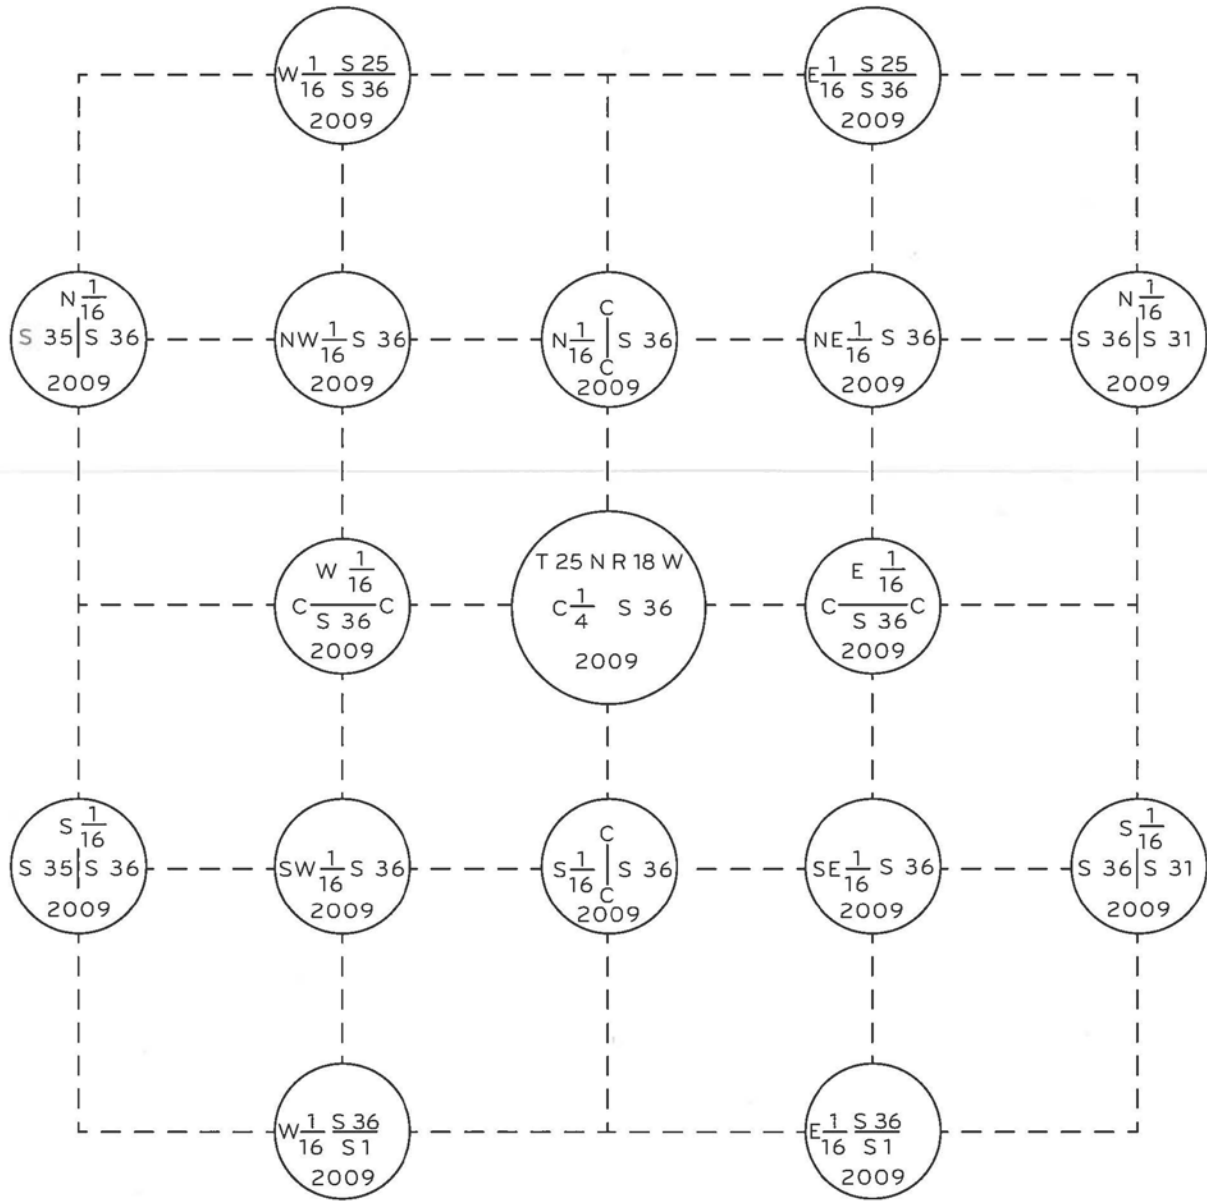 W 1/16 S 25/S 36
2009
E 1/16 S 25/S 36
2009
N 1/16
S 35 | S 36
2009
NW 1/16 S 36
2009
C
N 1/16 | S 36
C
2009
NE 1/16 S 36
2009
N 1/16
S 36 | S 31
2009
W 1/16
C — C
S 36
2009
T 25 N R 18 W
C 1/4 S 36
2009
E 1/16
C — C
S 36
2009
S 1/16
S 35 | S 36
2009
SW 1/16 S 36
2009
C
S 1/16 | S 36
C
2009
SE 1/16 S 36
2009
S 1/16
S 36 | S 31
2009
W 1/16 S 36/S 1
2009
E 1/16 S 36/S 1
2009